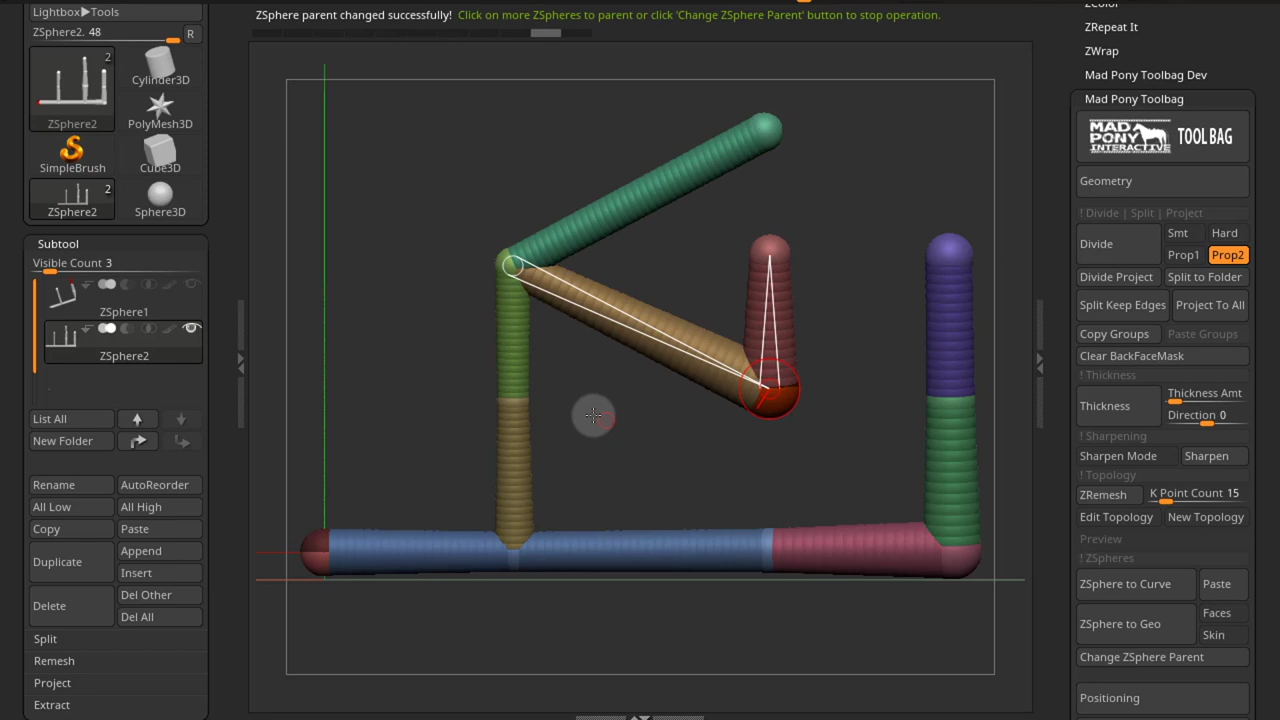 Lightbox▶Tools
ZSphere2. 48
R
2
ZSphere2
Cylinder3D
PolyMesh3D
SimpleBrush
Cube3D
2
ZSphere2
Sphere3D
Subtool
Visible Count 3
ZSphere1
ZSphere2
List All
New Folder
Rename
AutoReorder
All Low
All High
Copy
Paste
Duplicate
Append
Insert
Delete
Del Other
Del All
Split
Remesh
Project
Extract
ZSphere parent changed successfully! Click on more ZSpheres to parent or click 'Change ZSphere Parent' button to stop operation.
ZColor
ZRepeat It
ZWrap
Mad Pony Toolbag Dev
Mad Pony Toolbag
MAD
PONY
INTERACTIVE
TOOL BAG
Geometry
! Divide | Split | Project
Divide
Smt
Hard
Prop1
Prop2
Divide Project
Split to Folder
Split Keep Edges
Project To All
Copy Groups
Paste Groups
Clear BackFaceMask
! Thickness
Thickness
Thickness Amt
Direction 0
! Sharpening
Sharpen Mode
Sharpen
! Topology
ZRemesh
K Point Count 15
Edit Topology
New Topology
Preview
! ZSpheres
ZSphere to Curve
Paste
ZSphere to Geo
Faces
Skin
Change ZSphere Parent
Positioning